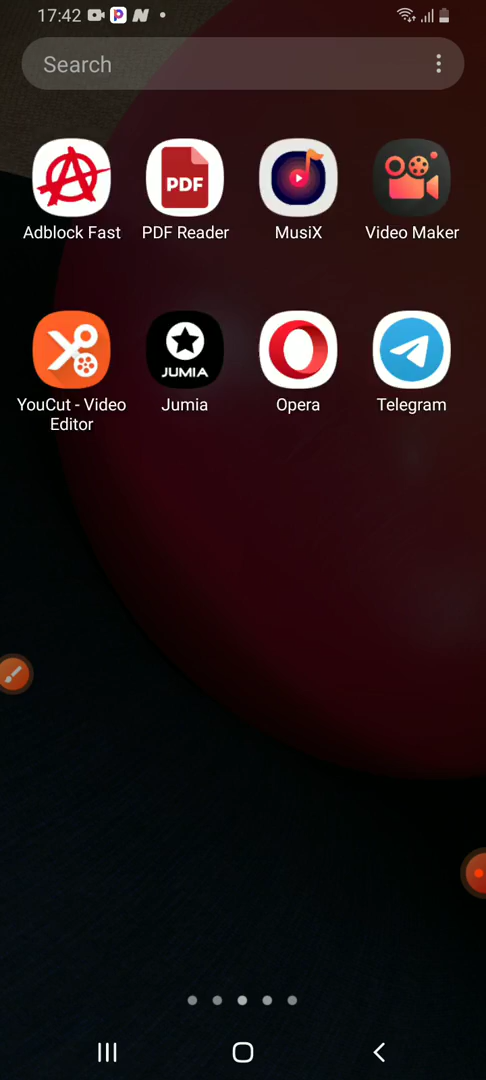 17:42
Search
PDF
Adblock Fast PDF Reader MusiX Video Maker
JUMIA
YouCut - Video Editor Jumia Opera Telegram